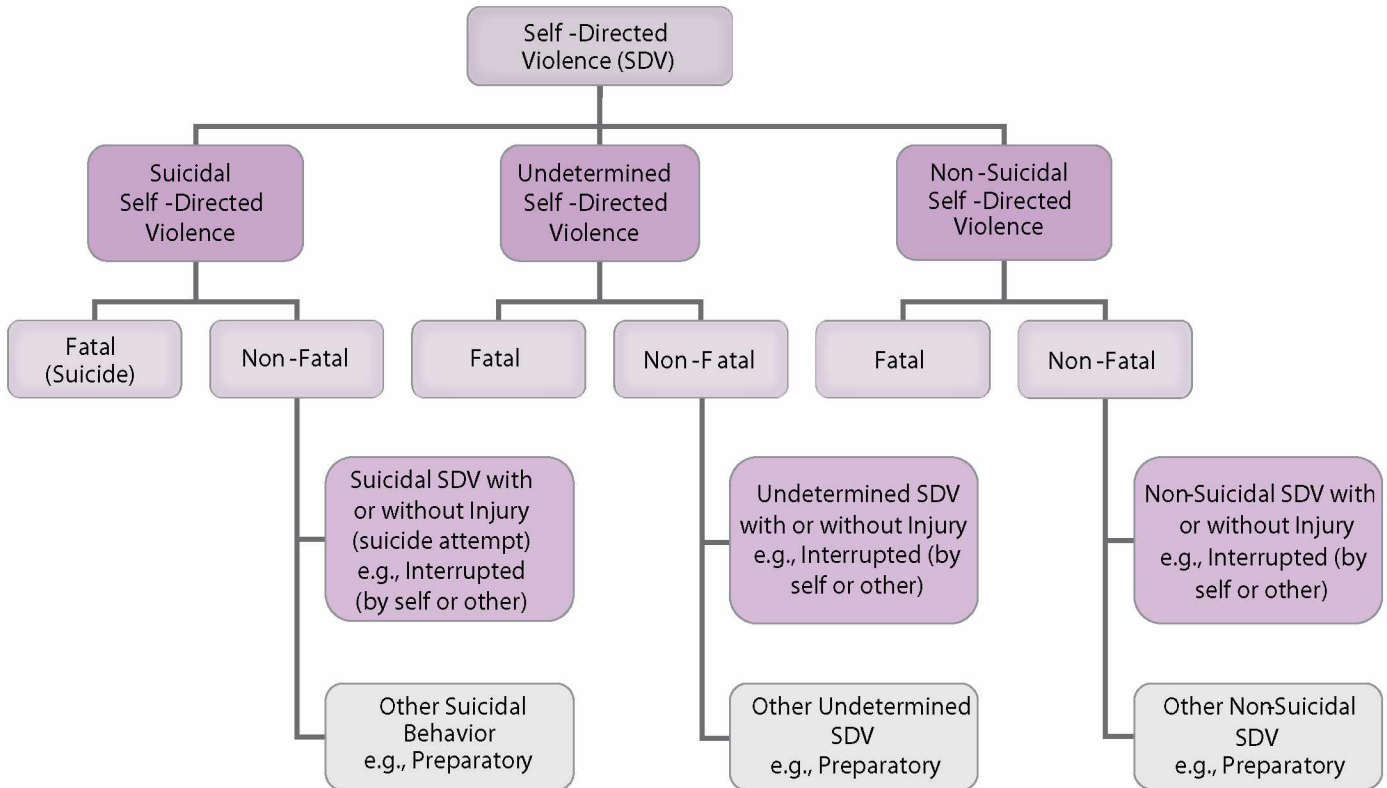 Self -Directed
Violence (SDV)
Suicidal
Self -Directed
Violence
Undetermined
Self -Directed
Violence
Non -Suicidal
Self -Directed
Violence
Fatal
(Suicide)
Non -Fatal
Fatal
Non -Fatal
Fatal
Non -Fatal
Suicidal SDV with
or without Injury
(suicide attempt)
e.g., Interrupted
(by self or other)
Undetermined SDV
with or without Injury
e.g., Interrupted (by
self or other)
Non-Suicidal SDV with
or without Injury
e.g., Interrupted (by
self or other)
Other Suicidal
Behavior
e.g., Preparatory
Other Undetermined
SDV
e.g., Preparatory
Other Non-Suicidal
SDV
e.g., Preparatory